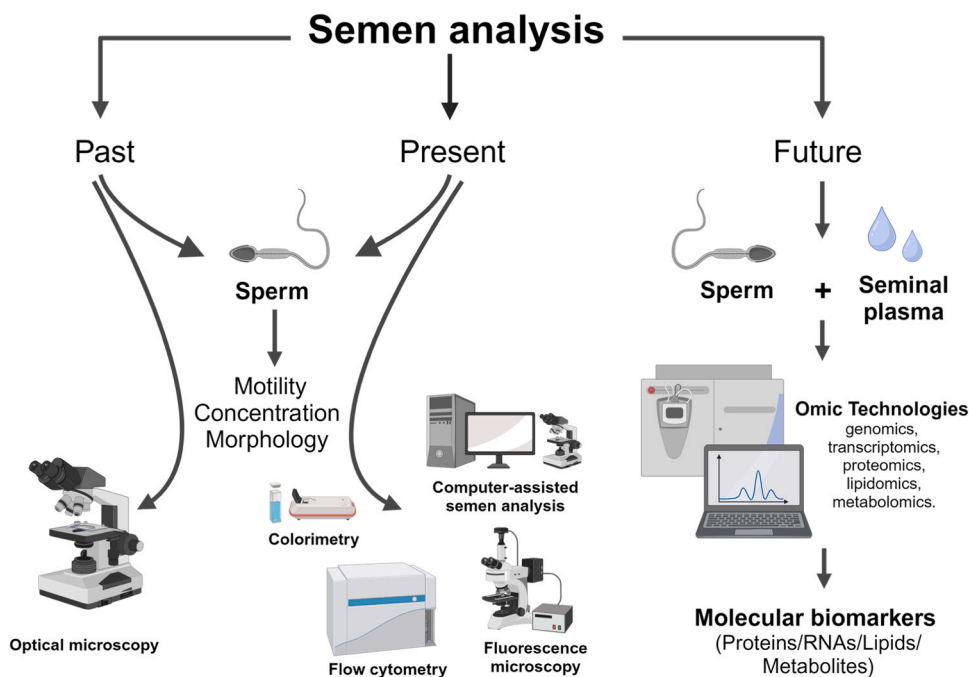 Semen analysis
Past
Present
Future
Sperm
Motility
Concentration
Morphology
Optical microscopy
Colorimetry
Computer-assisted
semen analysis
Flow cytometry
Fluorescence
microscopy
Sperm
+
Seminal
plasma
Omic Technologies
genomics,
transcriptomics,
proteomics,
lipidomics,
metabolomics.
Molecular biomarkers
(Proteins/RNAs/Lipids/
Metabolites)